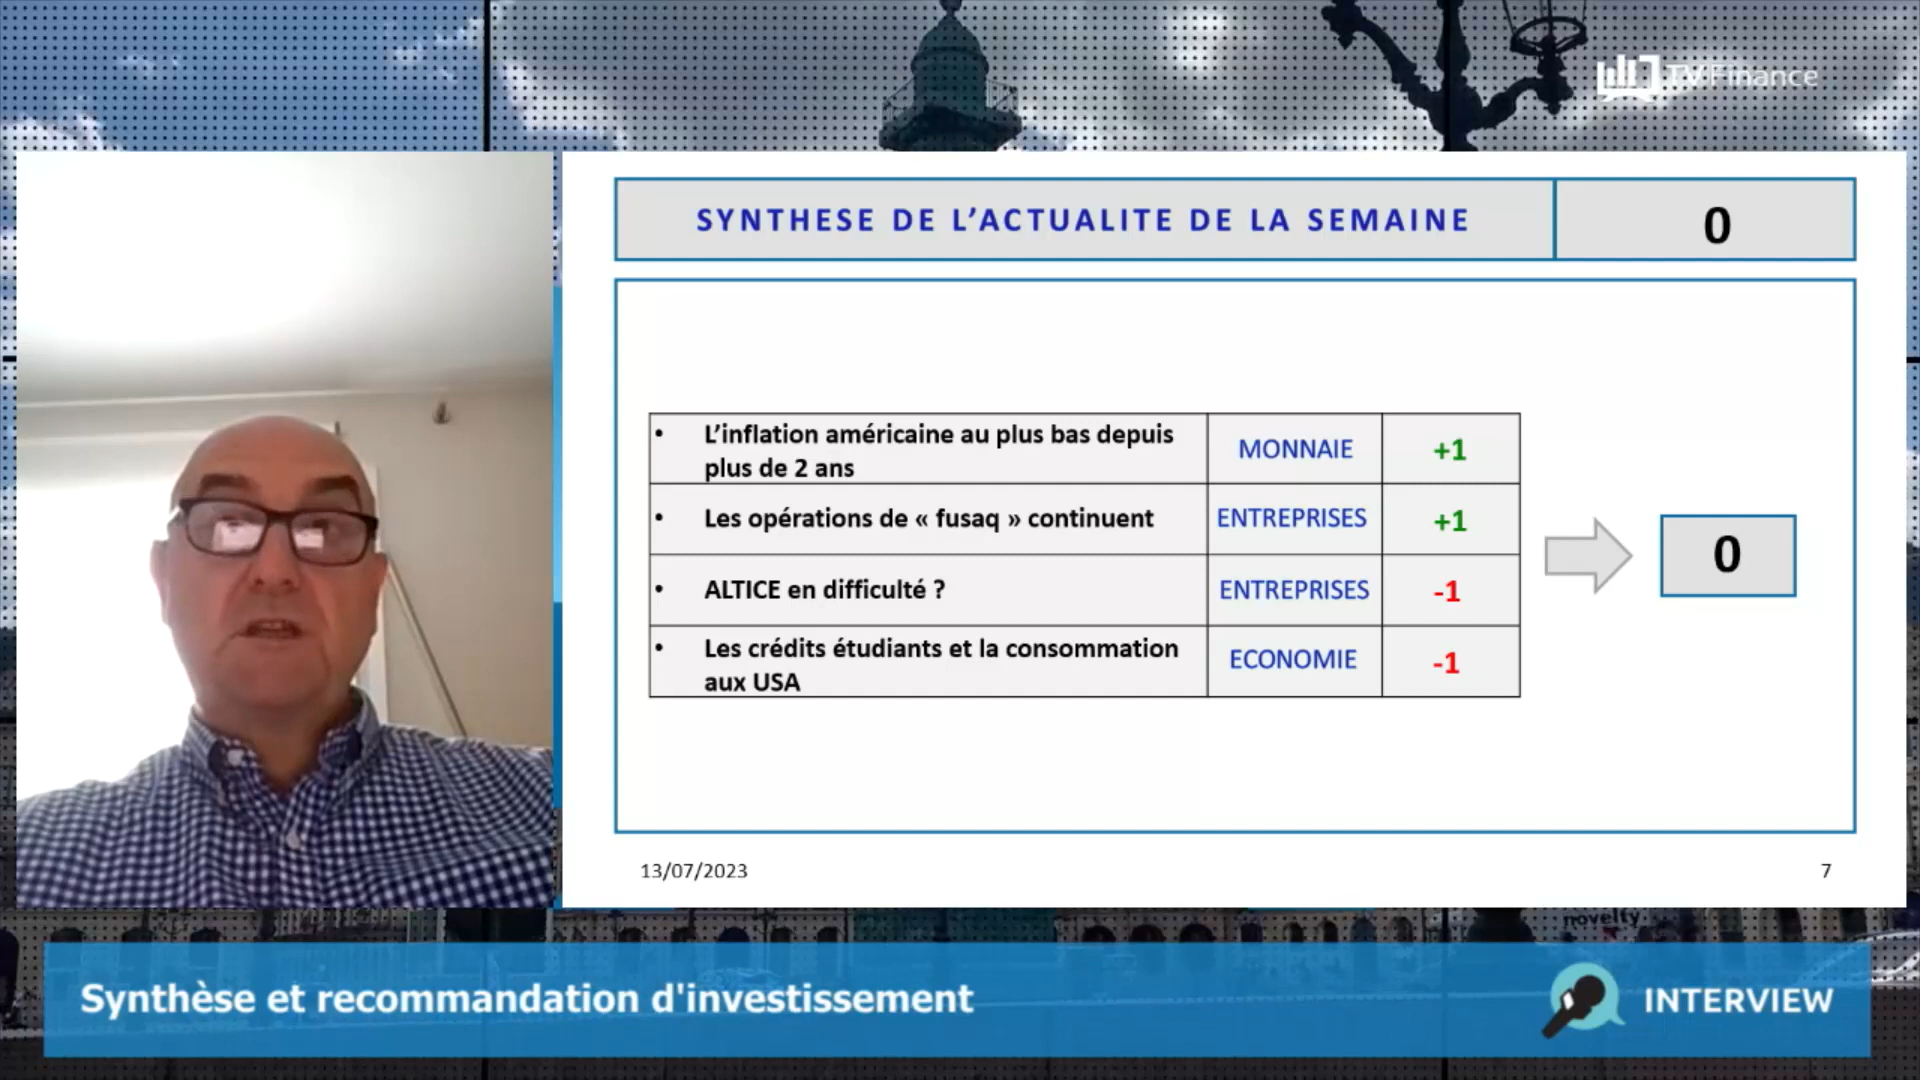 TV Finance
SYNTHESE DE L’ACTUALITE DE LA SEMAINE
0
• L’inflation américaine au plus bas depuis
plus de 2 ans
MONNAIE
+1
• Les opérations de « fusaq » continuent
ENTREPRISES
+1
• ALTICE en difficulté ?
ENTREPRISES
-1
• Les crédits étudiants et la consommation
aux USA
ECONOMIE
-1
0
13/07/2023
7
novelty
Synthèse et recommandation d'investissement
INTERVIEW